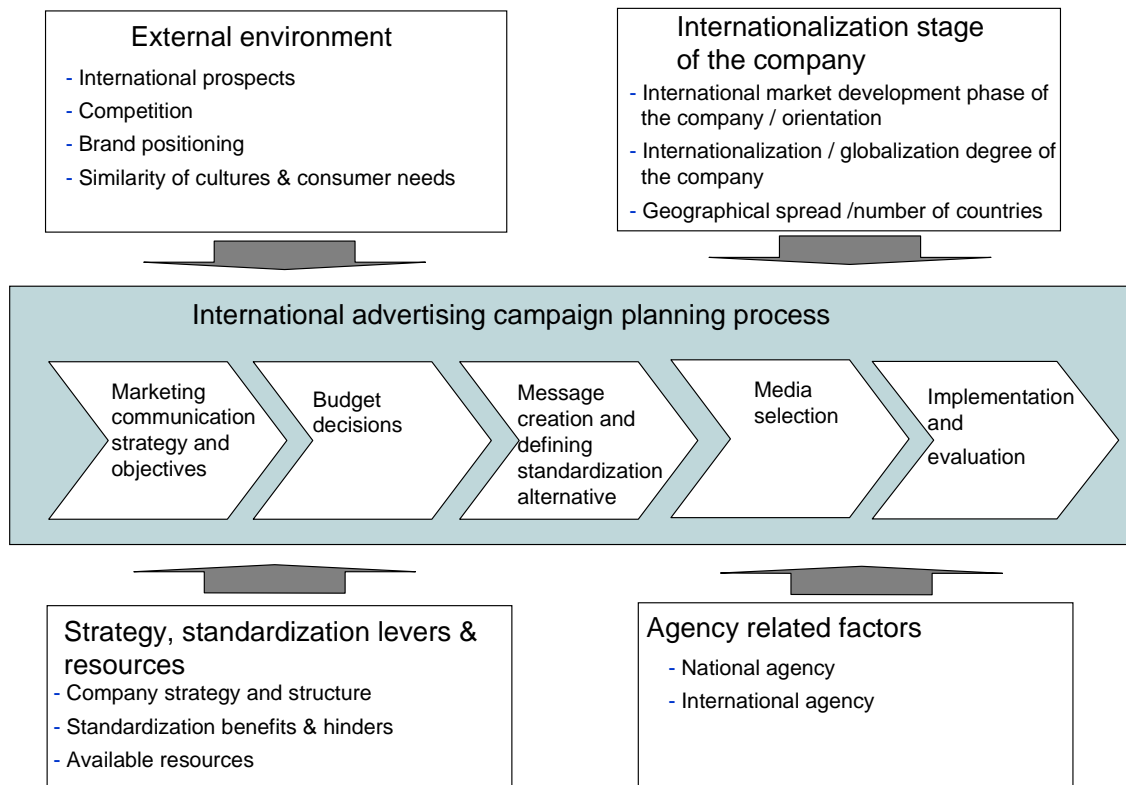 External environment
- International prospects
- Competition
- Brand positioning
- Similarity of cultures & consumer needs
Internationalization stage
of the company
- International market development phase of
the company / orientation
- Internationalization / globalization degree of
the company
- Geographical spread /number of countries
International advertising campaign planning process
Marketing
communication
strategy and
objectives
Budget
decisions
Message
creation and
defining
standardization
alternative
Media
selection
Implementation
and
evaluation
Strategy, standardization levers &
resources
- Company strategy and structure
- Standardization benefits & hinders
- Available resources
Agency related factors
- National agency
- International agency